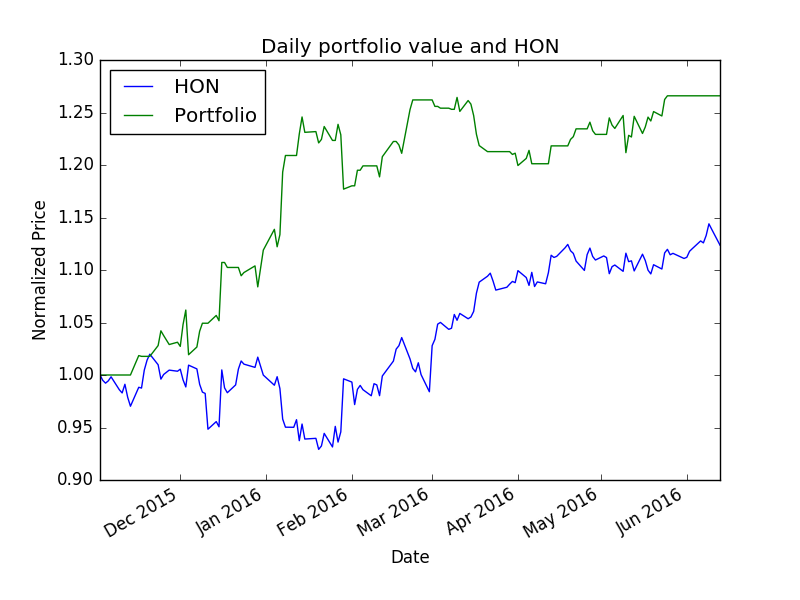 Daily portfolio value and HON
HON
Portfolio
1.30
1.25
1.20
1.15
1.10
1.05
1.00
0.95
0.90
Normalized Price
Dec 2015
Jan 2016
Feb 2016
Mar 2016
Apr 2016
May 2016
Jun 2016
Date